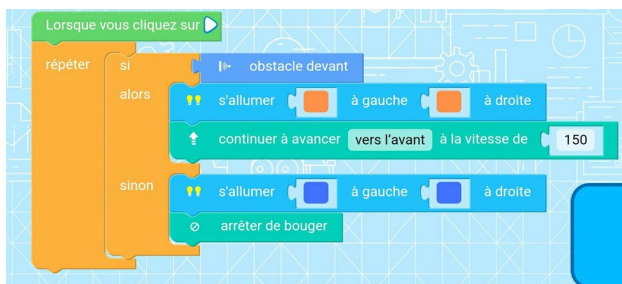 Lorsque vous cliquez sur
répéter si obstacle devant
alors s'allumer à gauche à droite
continuer à avancer vers l'avant à la vitesse de 150
sinon s'allumer à gauche à droite
arrêter de bouger